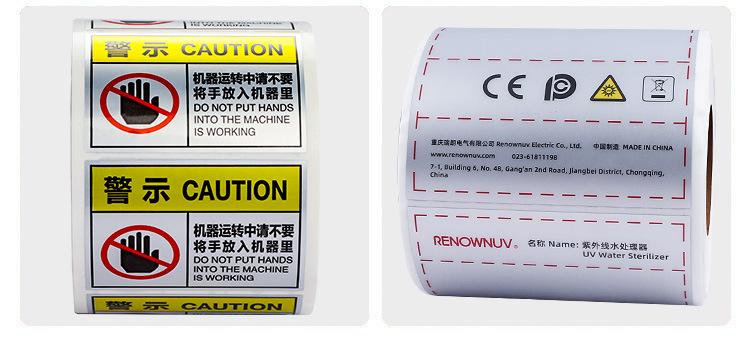 INTO THE MACHINE
IS WORKING
警示 CAUTION
机器运转中请不要
将手放入机器里
DO NOT PUT HANDS
INTO THE MACHINE
IS WORKING
警示 CAUTION
机器运转中请不要
将手放入机器里
DO NOT PUT HANDS
INTO THE MACHINE
IS WORKING
警示 CAUTION
CE
重庆瑞朗电气有限公司 Renownuv Electric Co., Ltd. 中国制造 MADE IN CHINA
www.renownuv.com 023-61811198
7-1, Building 6, No. 48, Gang'an 2nd Road, Jiangbei District, Chongqing,
China
RENOWNUV® 名称 Name: 紫外线水处理器
UV Water Sterilizer